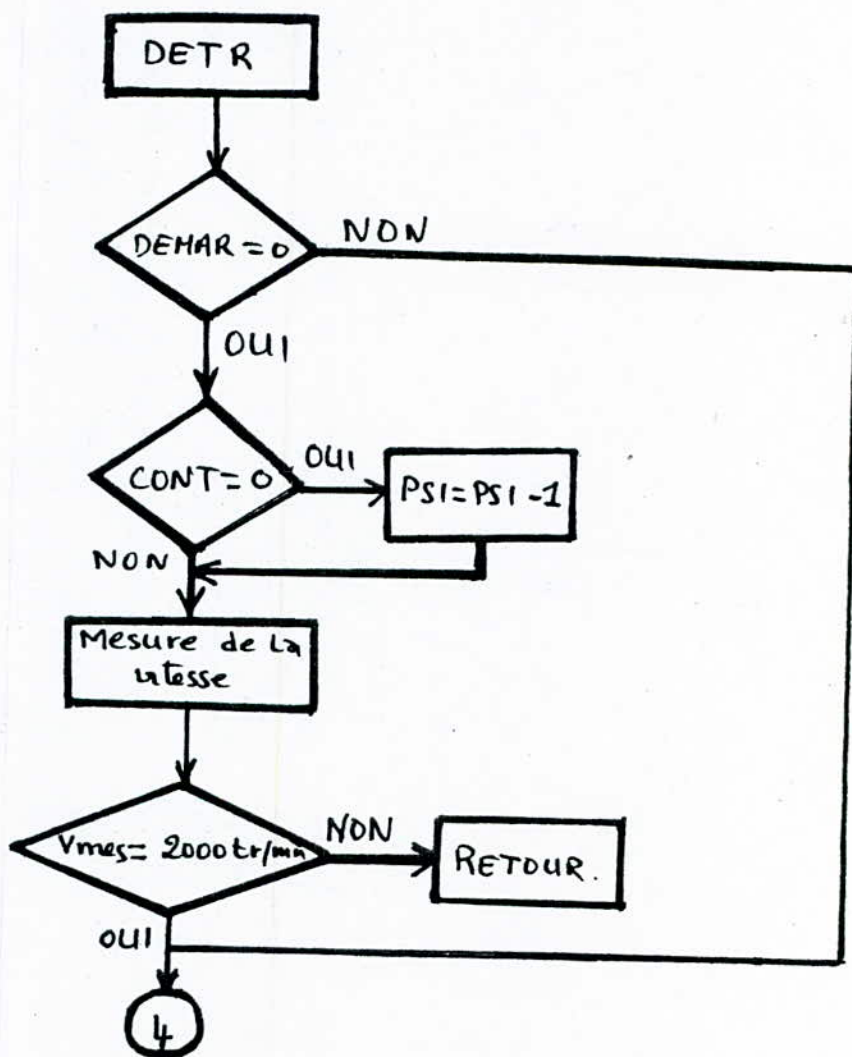 DETR
DEMAR = 0
NON
OUI
CONT = 0
OUI
PSI = PSI - 1
NON
Mesure de La
vitesse
Vmes = 2000 tr/mn
NON
RETOUR.
OUI
4